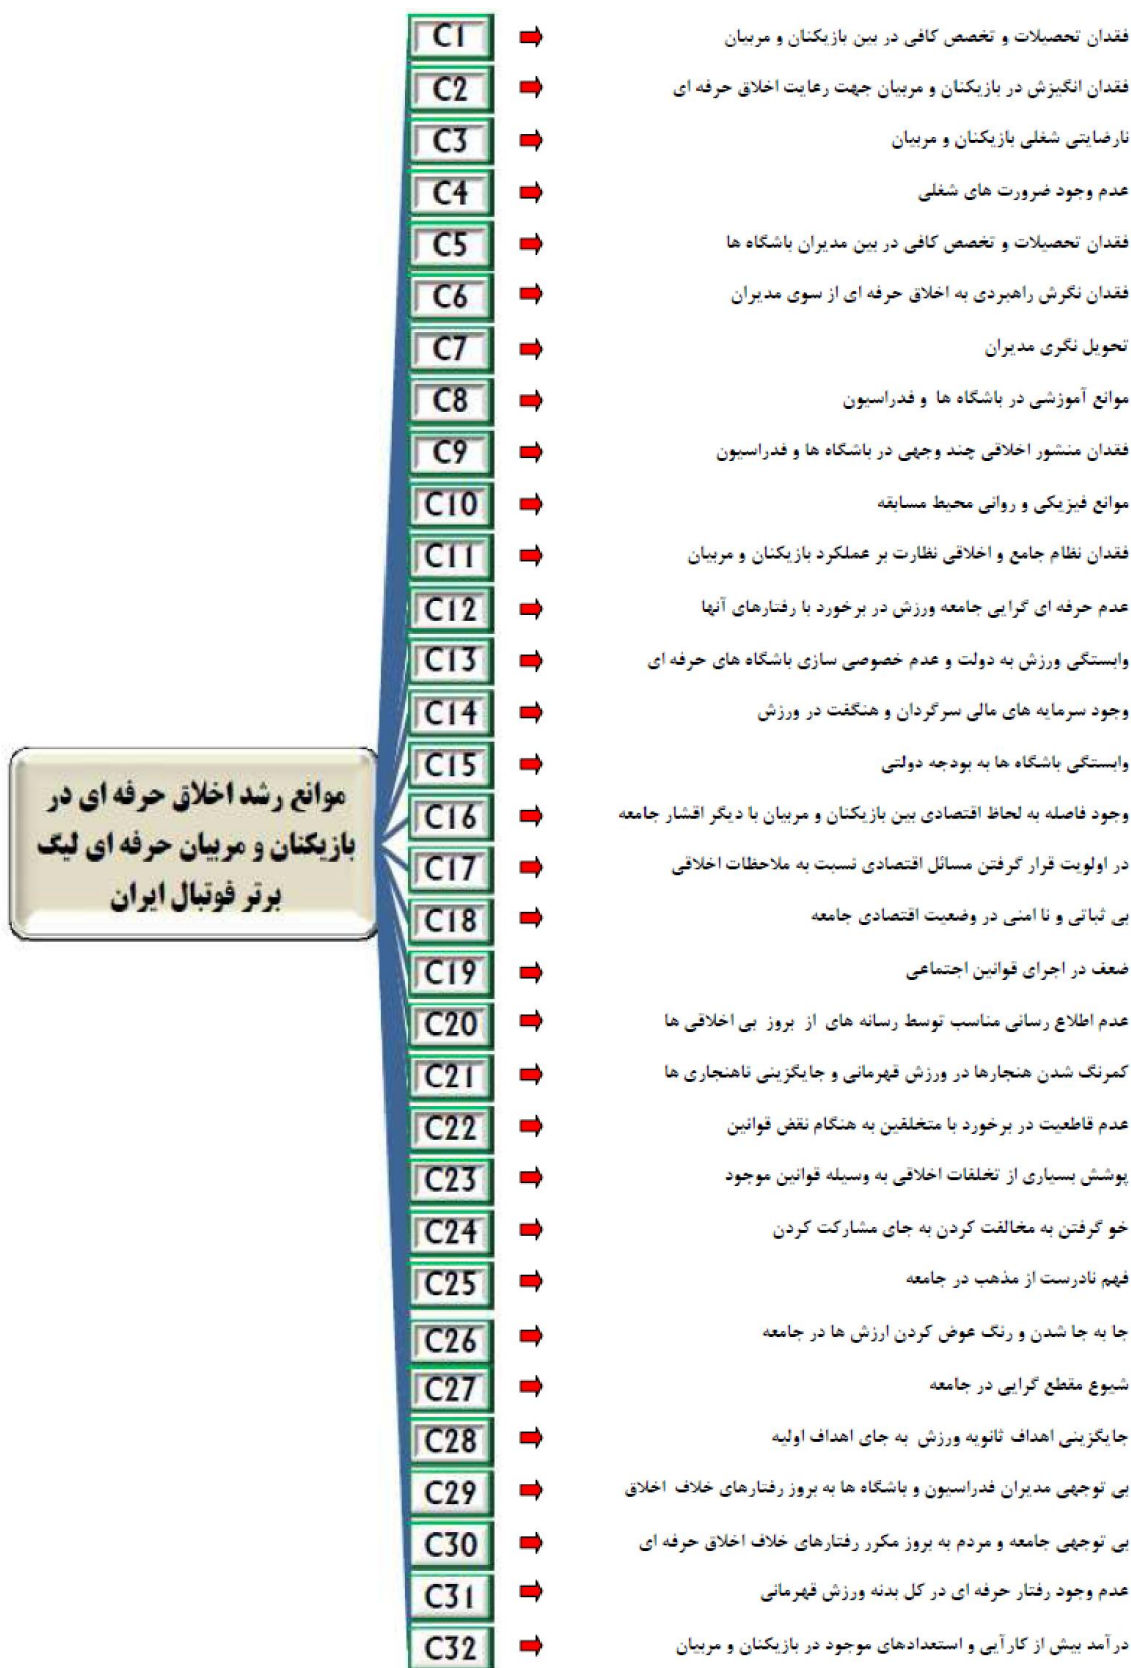 C1 فقدان تحصیلات و تخصص کافی در بین بازیکنان و مربیان
C2 فقدان انگیزش در بازیکنان و مربیان جهت رعایت اخلاق حرفه ای
C3 نارضایتی شغلی بازیکنان و مربیان
C4 عدم وجود ضرورت های شغلی
C5 فقدان تحصیلات و تخصص کافی در بین مدیران باشگاه ها
C6 فقدان نگرش راهبردی به اخلاق حرفه ای از سوی مدیران
C7 تحویل نگری مدیران
C8 موانع آموزشی در باشگاه ها و فدراسیون
C9 فقدان منشور اخلاقی چند وجهی در باشگاه ها و فدراسیون
C10 موانع فیزیکی و روانی محیط مسابقه
C11 فقدان نظام جامع و اخلاقی نظارت بر عملکرد بازیکنان و مربیان
C12 عدم حرفه ای گرایی جامعه ورزش در برخورد با رفتارهای آنها
C13 وابستگی ورزش به دولت و عدم خصوصی سازی باشگاه های حرفه ای
C14 وجود سرمایه های مالی سرگردان و هنگفت در ورزش
C15 وابستگی باشگاه ها به بودجه دولتی
C16 وجود فاصله به لحاظ اقتصادی بین بازیکنان و مربیان با دیگر اقشار جامعه
C17 در اولویت قرار گرفتن مسائل اقتصادی نسبت به ملاحظات اخلاقی
C18 بی ثباتی و نا امنی در وضعیت اقتصادی جامعه
C19 ضعف در اجرای قوانین اجتماعی
C20 عدم اطلاع رسانی مناسب توسط رسانه های از بروز بی اخلاقی ها
C21 کمرنگ شدن هنجارها در ورزش قهرمانی و جایگزینی ناهنجاری ها
C22 عدم قاطعیت در برخورد با متخلفین به هنگام نقض قوانین
C23 پوشش بسیاری از تخلفات اخلاقی به وسیله قوانین موجود
C24 خو گرفتن به مخالفت کردن به جای مشارکت کردن
C25 فهم نادرست از مذهب در جامعه
C26 جا به جا شدن و رنگ عوض کردن ارزش ها در جامعه
C27 شیوع مقطع گرایی در جامعه
C28 جایگزینی اهداف ثانویه ورزش به جای اهداف اولیه
C29 بی توجهی مدیران فدراسیون و باشگاه ها به بروز رفتارهای خلاف اخلاق
C30 بی توجهی جامعه و مردم به بروز مکرر رفتارهای خلاف اخلاق حرفه ای
C31 عدم وجود رفتار حرفه ای در کل بدنه ورزش قهرمانی
C32 درآمد بیش از کارآیی و استعدادهای موجود در بازیکنان و مربیان
موانع رشد اخلاق حرفه ای در
بازیکنان و مربیان حرفه ای لیگ
برتر فوتبال ایران